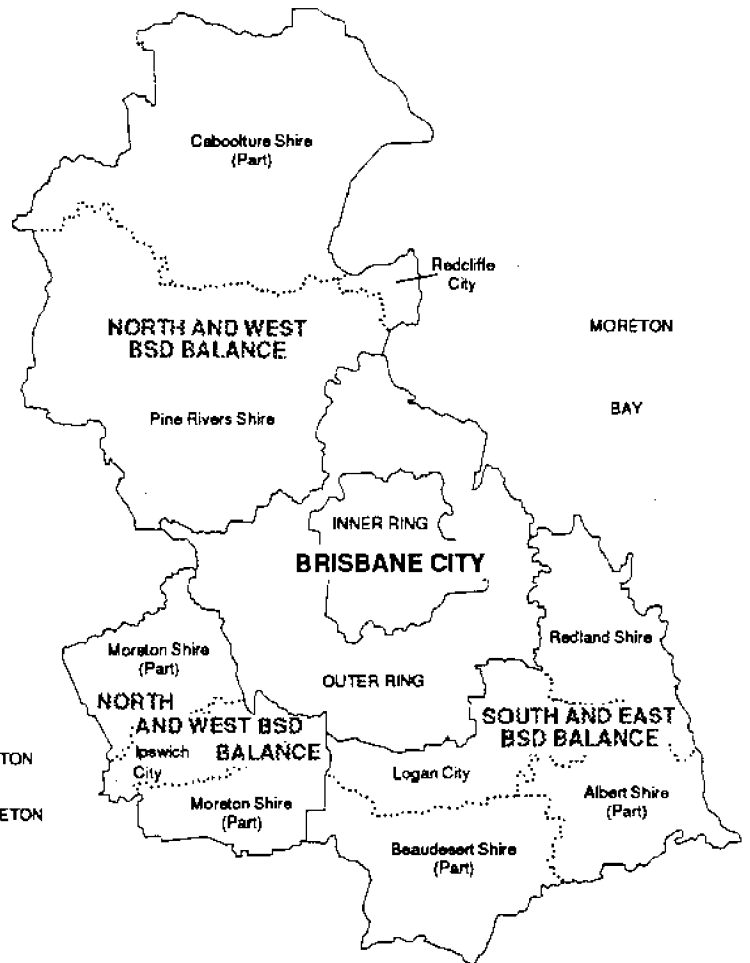 Caboolture Shire
(Part)
Redcliffe
City
NORTH AND WEST
BSD BALANCE
MORETON
BAY
Pine Rivers Shire
INNER RING
BRISBANE CITY
Moreton Shire
(Part)
Redland Shire
OUTER RING
NORTH
AND WEST BSD
BALANCE
SOUTH AND EAST
BSD BALANCE
TON
Ipswich
City
Logan City
ETON
Moreton Shire
(Part)
Albert Shire
(Part)
Beaudesert Shire
(Part)